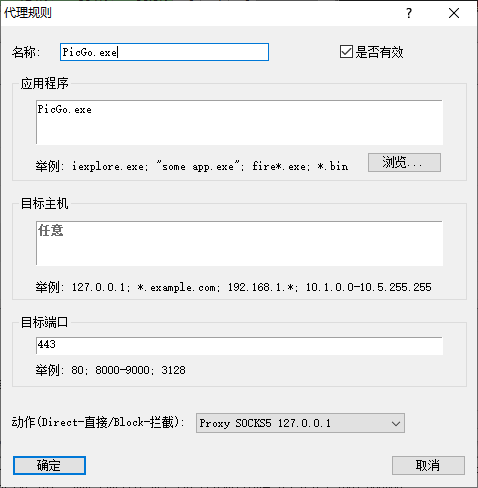 代理规则
名称: PicGo.exe 是否有效
应用程序
PicGo.exe
举例: iexplore.exe; "some app.exe"; fire*.exe; *.bin 浏览...
目标主机
任意
举例: 127.0.0.1; *.example.com; 192.168.1.*; 10.1.0.0-10.5.255.255
目标端口
443
举例: 80; 8000-9000; 3128
动作(Direct-直接/Block-拦截): Proxy SOCKS5 127.0.0.1
确定 取消